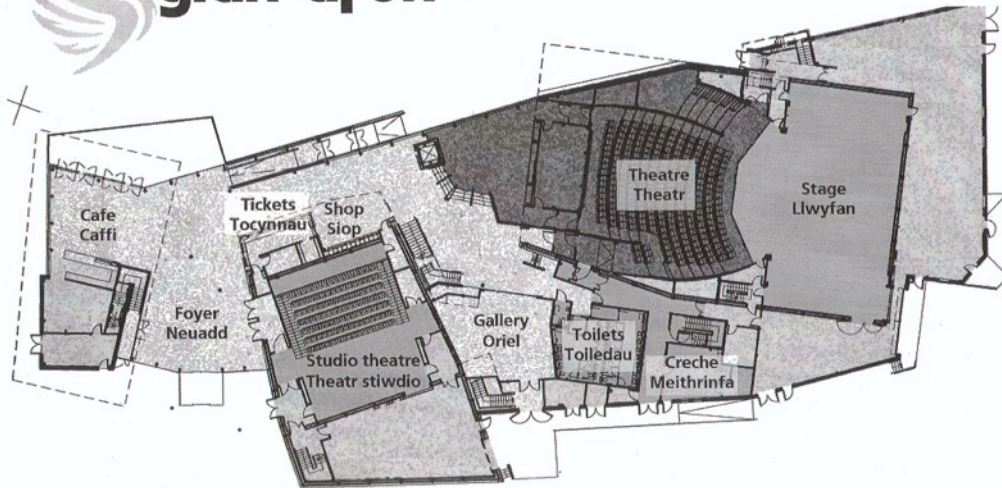 glan-afon
Cafe
Caffi
Foyer
Neuadd
Tickets
Tocynnau
Shop
Siop
Studio theatre
Theatr stiwdio
Gallery
Oriel
Toilets
Toiledau
Creche
Meithrinfa
Theatre
Theatr
Stage
Llwyfan